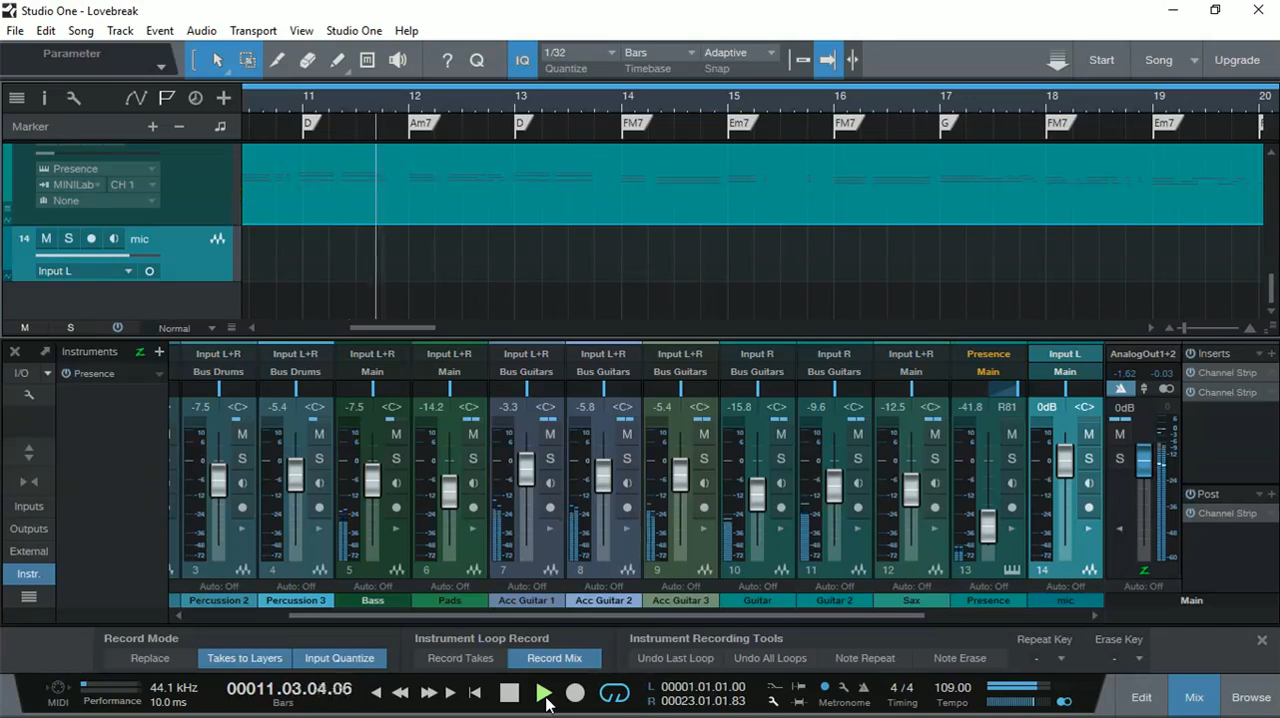 Studio One - Lovebreak
File Edit Song Track Event Audio Transport View Studio One Help
Parameter
IQ
1/32 Bars Adaptive
Quantize Timebase Snap
Start Song Upgrade
11 12 13 14 15 16 17 18 19 20
Marker
D Am7 D FM7 Em7 FM7 G FM7 Em7
Presence
MINILab CH 1
None
14 M S mic
Input L
M S Normal
Instruments Z +
I/O Presence
Inputs
Outputs
External
Instr.
Input L+R Input L+R Input L+R Input L+R Input L+R Input L+R Input L+R Input R Input R Input L+R Presence Input L AnalogOut1+2
Bus Drums Bus Drums Main Main Bus Guitars Bus Guitars Bus Guitars Bus Guitars Bus Guitars Main Main Main -1.62 -0.03
-7.5 <C> -5.4 <C> -7.5 <C> -14.2 <C> -3.3 <C> -5.8 <C> -5.4 <C> -15.8 <C> -9.6 <C> -12.5 <C> -41.8 R81 0dB <C> 0dB 0
M M M M M M M M M M M M M
S S S S S S S S S S S S S
3 4 5 6 7 8 9 10 11 12 13 14
Auto: Off Auto: Off Auto: Off Auto: Off Auto: Off Auto: Off Auto: Off Auto: Off Auto: Off Auto: Off Auto: Off Auto: Off Auto: Off
Percussion 2 Percussion 3 Bass Pads Acc Guitar 1 Acc Guitar 2 Acc Guitar 3 Guitar Guitar 2 Sax Presence mic Main
Inserts
Channel Strip
Channel Strip
Post
Channel Strip
Record Mode Instrument Loop Record Instrument Recording Tools Repeat Key Erase Key
Replace Takes to Layers Input Quantize Record Takes Record Mix Undo Last Loop Undo All Loops Note Repeat Note Erase - -
MIDI Performance
44.1 kHz
10.0 ms
00011.03.04.06
Bars
L 00001.01.01.00
R 00023.01.01.83
Metronome
4 / 4
Timing
109.00
Tempo
Edit Mix Browse